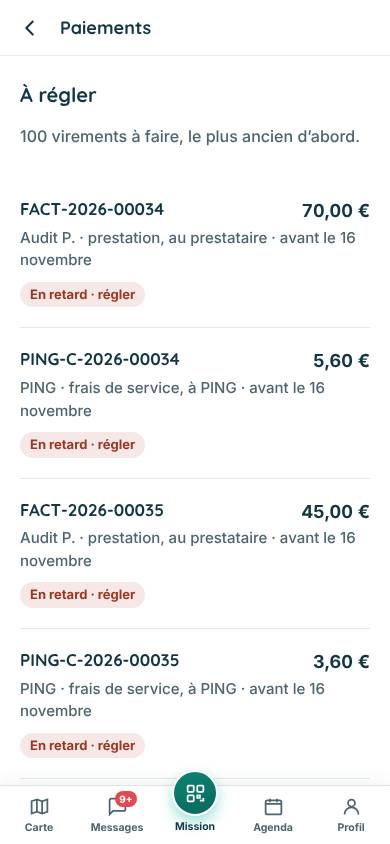 Paiements
À régler
100 virements à faire, le plus ancien d’abord.
FACT-2026-00034
70,00 €
Audit P. · prestation, au prestataire · avant le 16
novembre
En retard · régler
PING-C-2026-00034
5,60 €
PING · frais de service, à PING · avant le 16
novembre
En retard · régler
FACT-2026-00035
45,00 €
Audit P. · prestation, au prestataire · avant le 16
novembre
En retard · régler
PING-C-2026-00035
3,60 €
PING · frais de service, à PING · avant le 16
novembre
En retard · régler
9+
Carte
Messages
Mission
Agenda
Profil